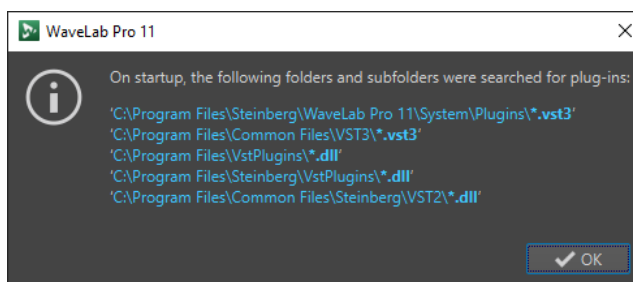 WaveLab Pro 11
On startup, the following folders and subfolders were searched for plug-ins:
'C:\Program Files\Steinberg\WaveLab Pro 11\System\Plugins\*.vst3'
'C:\Program Files\Common Files\VST3\*.vst3'
'C:\Program Files\VstPlugins\*.dll'
'C:\Program Files\Steinberg\VstPlugins\*.dll'
'C:\Program Files\Common Files\Steinberg\VST2\*.dll'
OK